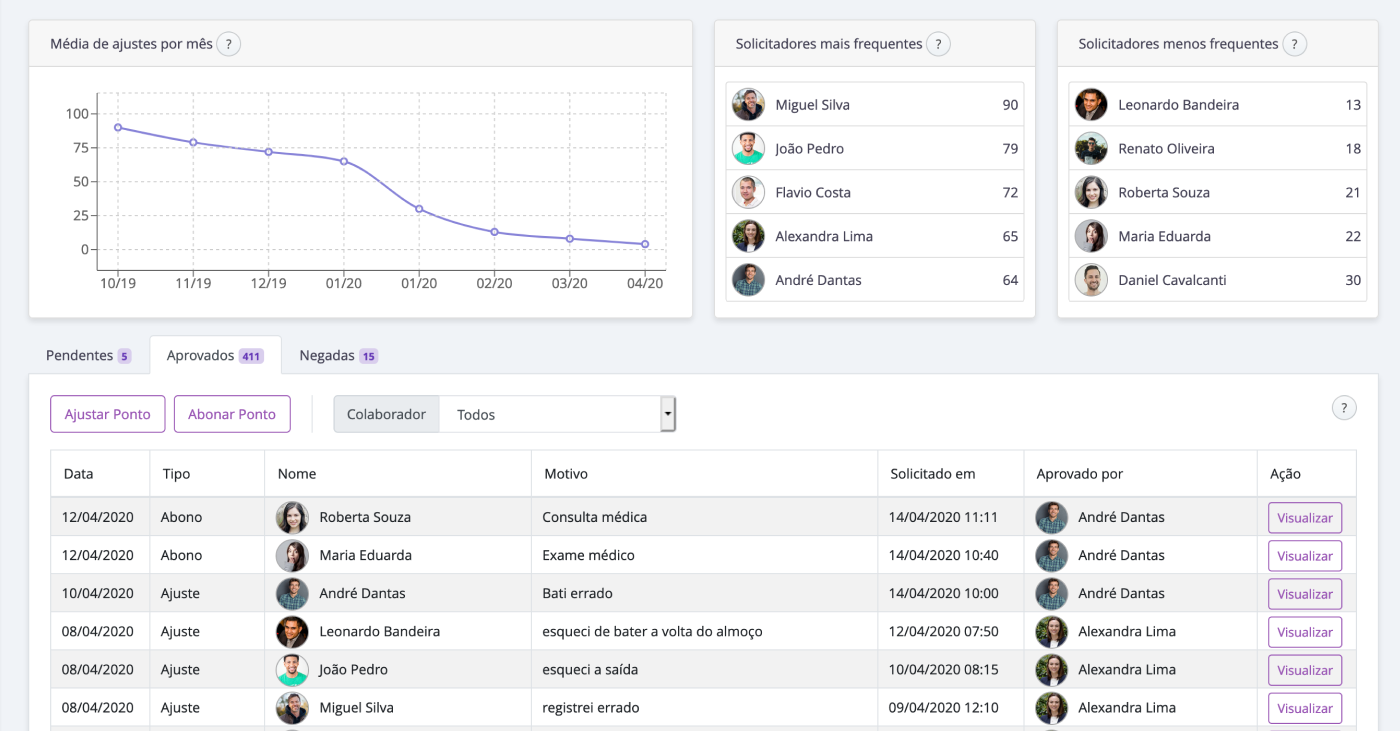 Média de ajustes por mês ?
100
75
50
25
0
10/19 11/19 12/19 01/20 01/20 02/20 03/20 04/20
Solicitadores mais frequentes ?
Miguel Silva 90
João Pedro 79
Flavio Costa 72
Alexandra Lima 65
André Dantas 64
Solicitadores menos frequentes ?
Leonardo Bandeira 13
Renato Oliveira 18
Roberta Souza 21
Maria Eduarda 22
Daniel Cavalcanti 30
Pendentes 5 Aprovados 411 Negadas 15
Ajustar Ponto Abonar Ponto Colaborador Todos ?
Data Tipo Nome Motivo Solicitado em Aprovado por Ação
12/04/2020 Abono Roberta Souza Consulta médica 14/04/2020 11:11 André Dantas Visualizar
12/04/2020 Abono Maria Eduarda Exame médico 14/04/2020 10:40 André Dantas Visualizar
10/04/2020 Ajuste André Dantas Bati errado 14/04/2020 10:00 André Dantas Visualizar
08/04/2020 Ajuste Leonardo Bandeira esqueci de bater a volta do almoço 12/04/2020 07:50 Alexandra Lima Visualizar
08/04/2020 Ajuste João Pedro esqueci a saída 10/04/2020 08:15 Alexandra Lima Visualizar
08/04/2020 Ajuste Miguel Silva registrei errado 09/04/2020 12:10 Alexandra Lima Visualizar